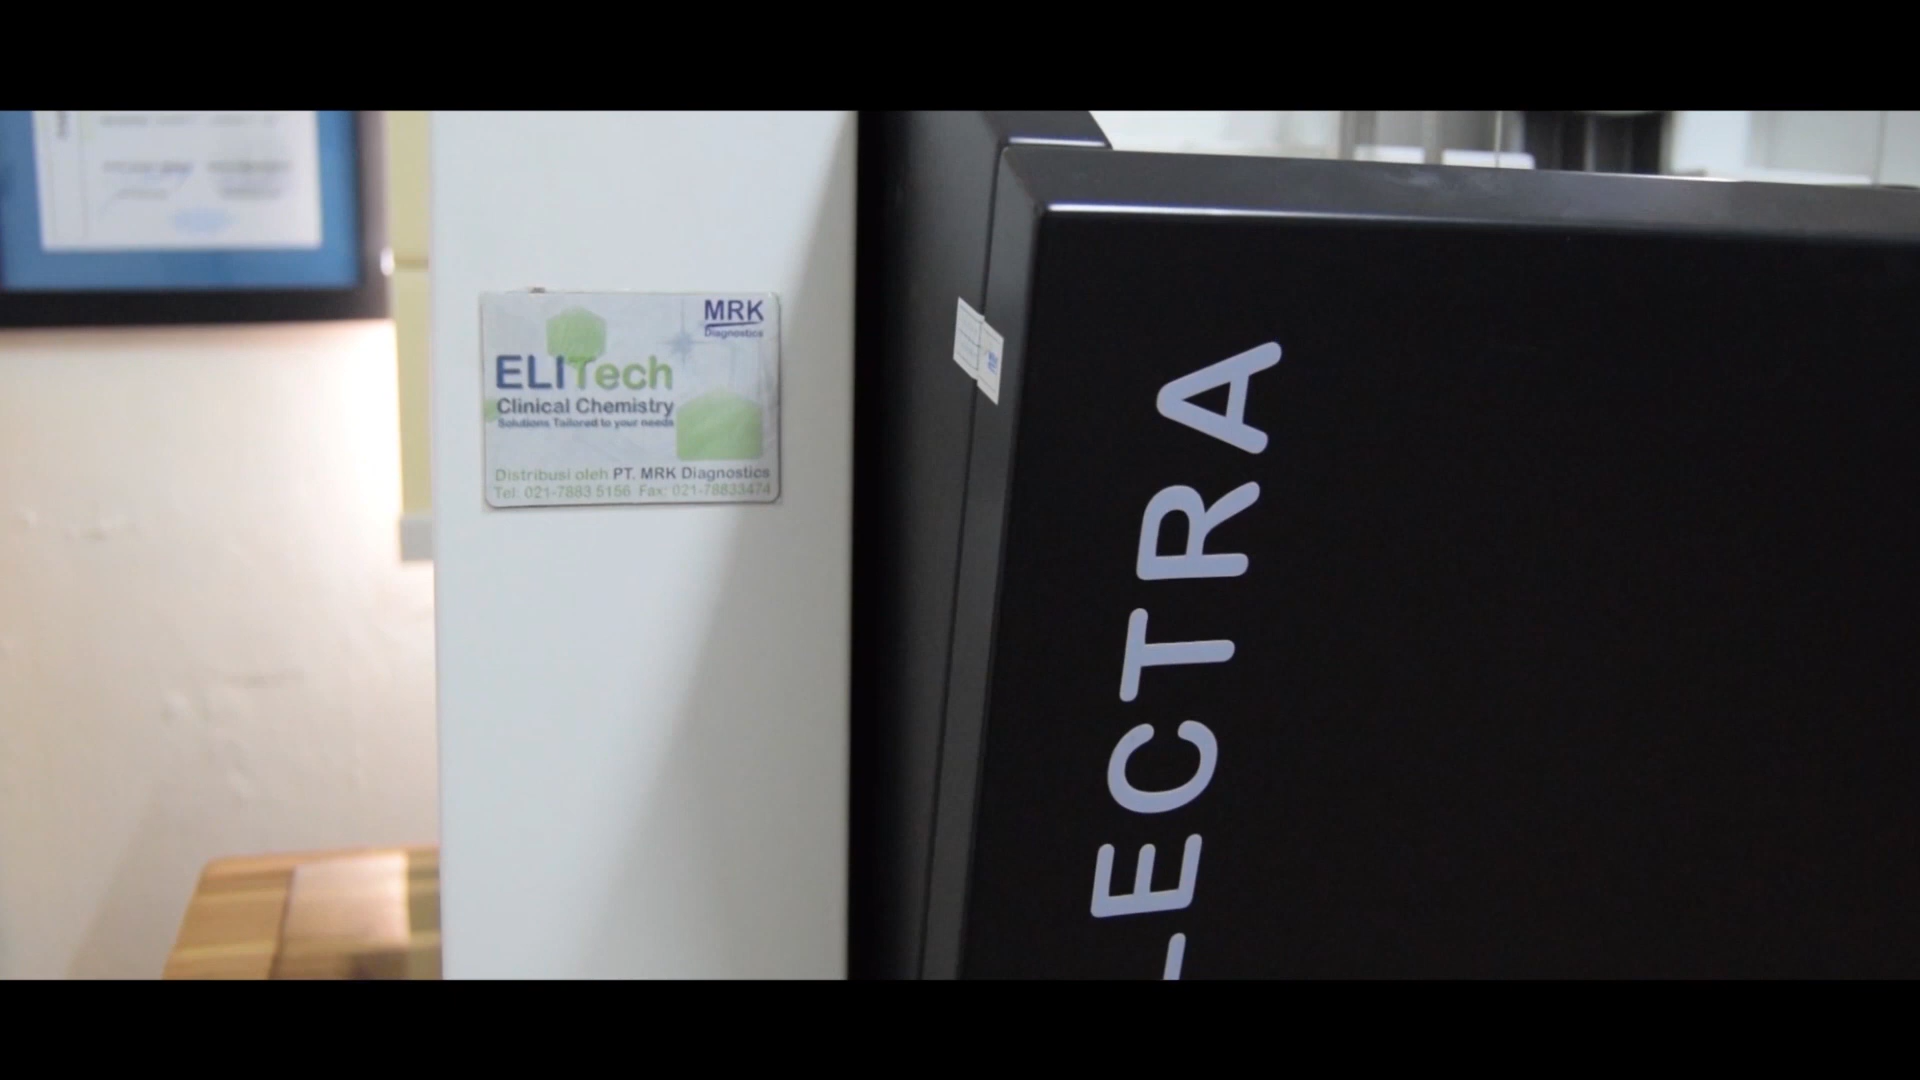 MRK
Diagnostics
ELITech
Clinical Chemistry
Solutions Tailored to your needs
Distribusi oleh PT. MRK Diagnostics
Tel: 021-7883 5156 Fax: 021-78833474
LECTRA